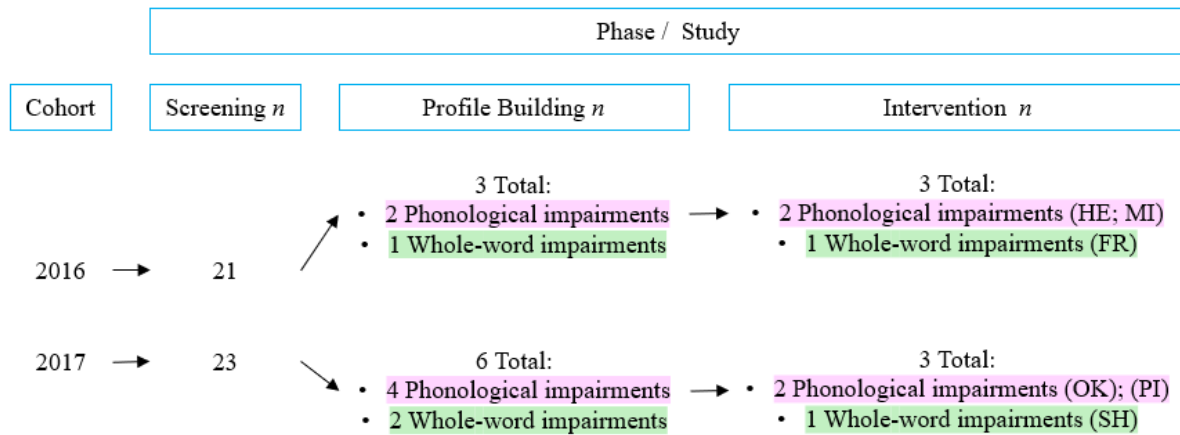 Phase / Study
Cohort
Screening n
Profile Building n
Intervention n
3 Total:
• 2 Phonological impairments
• 1 Whole-word impairments
3 Total:
• 2 Phonological impairments (HE; MI)
• 1 Whole-word impairments (FR)
2016
21
2017
23
6 Total:
• 4 Phonological impairments
• 2 Whole-word impairments
3 Total:
• 2 Phonological impairments (OK); (PI)
• 1 Whole-word impairments (SH)